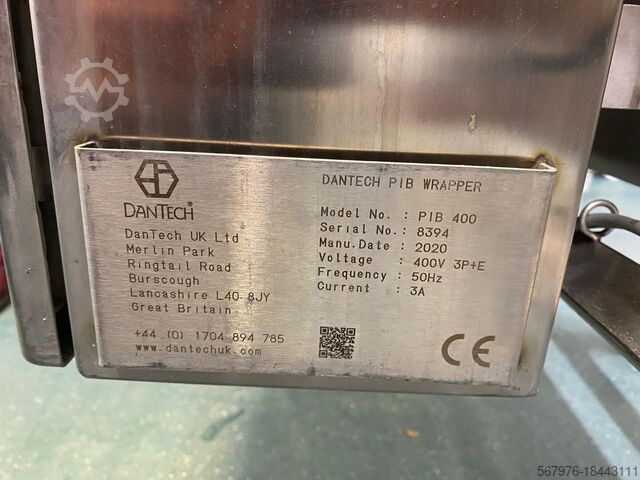 DANTECH
DanTech UK Ltd
Merlin Park
Ringtail Road
Burscough
Lancashire L40 8JY
Great Britain
+44 (0) 1704 894 785
www.dantechuk.com
DANTECH PIB WRAPPER
Model No. : PIB 400
Serial No.: 8394
Manu.Date : 2020
Voltage : 400V 3P+E
Frequency : 50Hz
Current : 3A
CE
567976-18443111